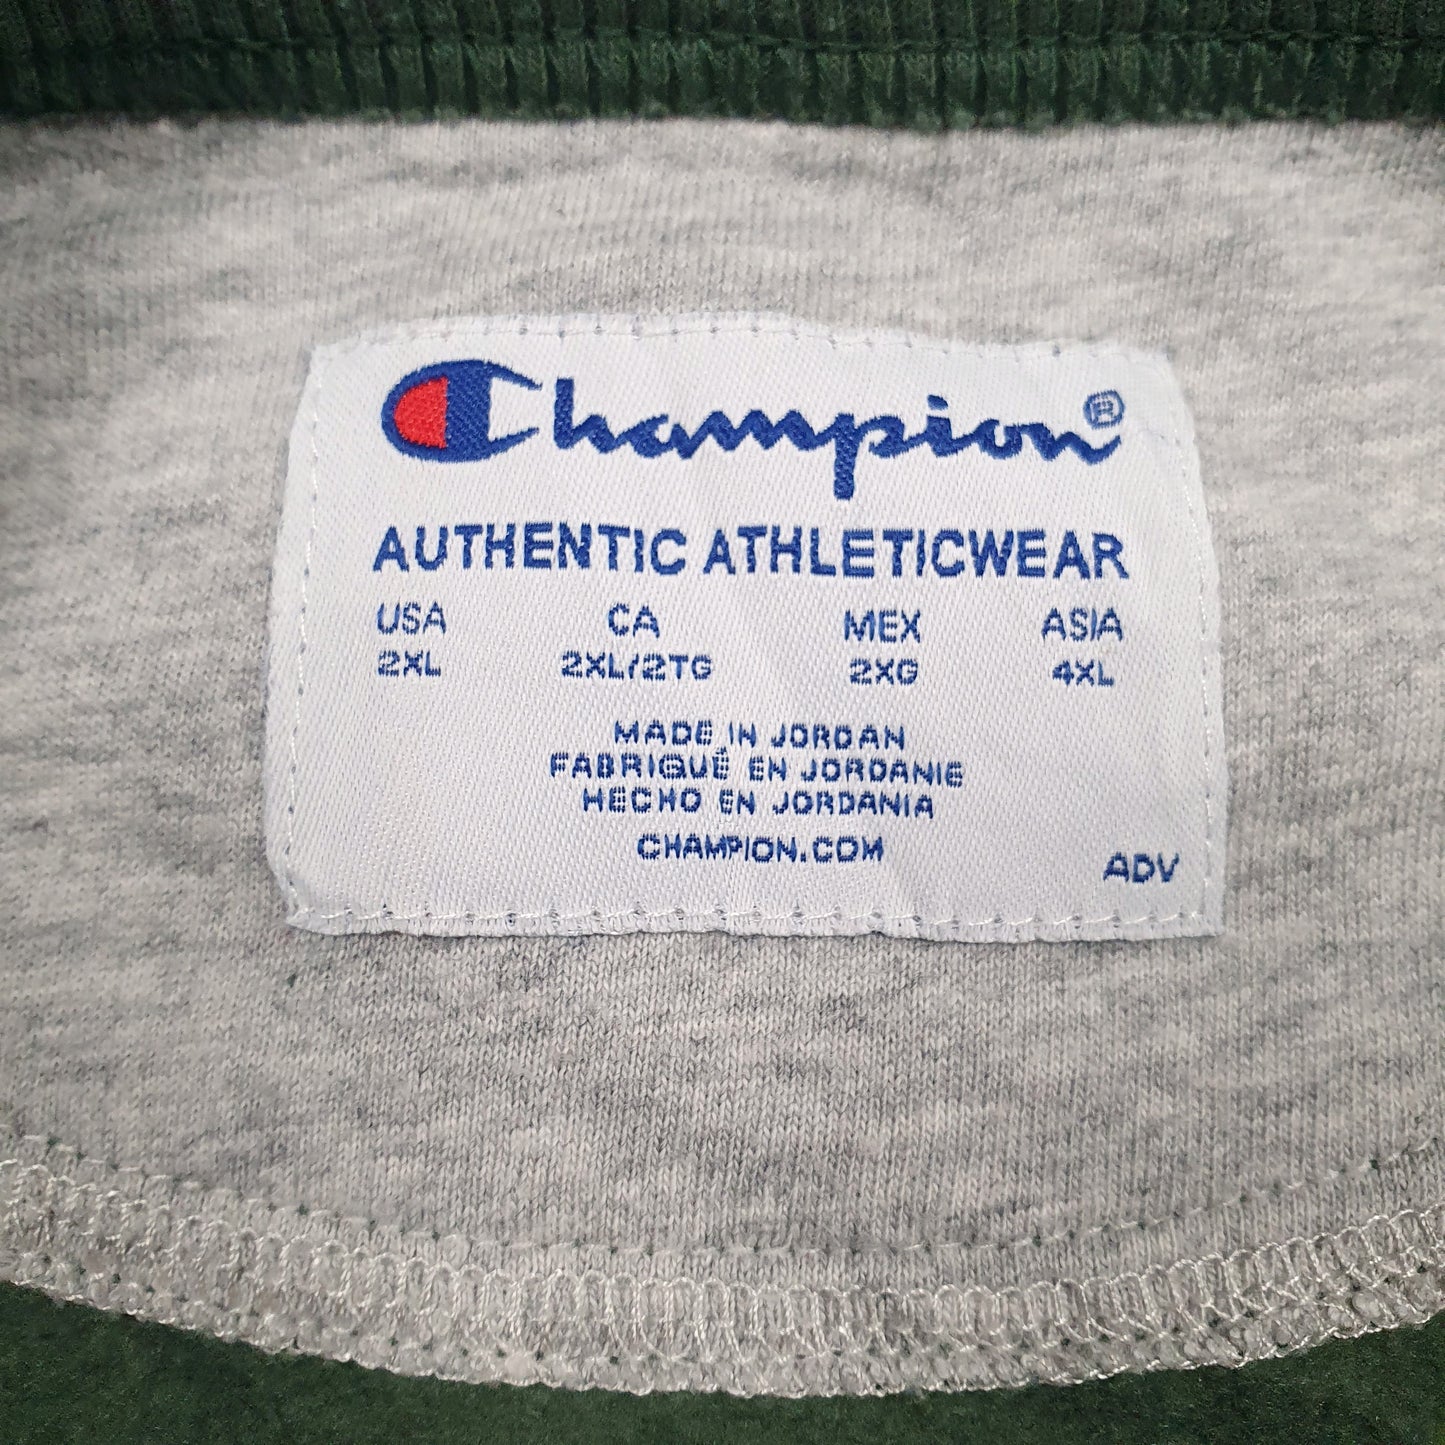 Champion®
AUTHENTIC ATHLETICWEAR
USA CA MEX ASIA
2XL 2XL/2TG 2XG 4XL
MADE IN JORDAN
FABRIQUÉ EN JORDANIE
HECHO EN JORDANIA
CHAMPION.COM
ADV